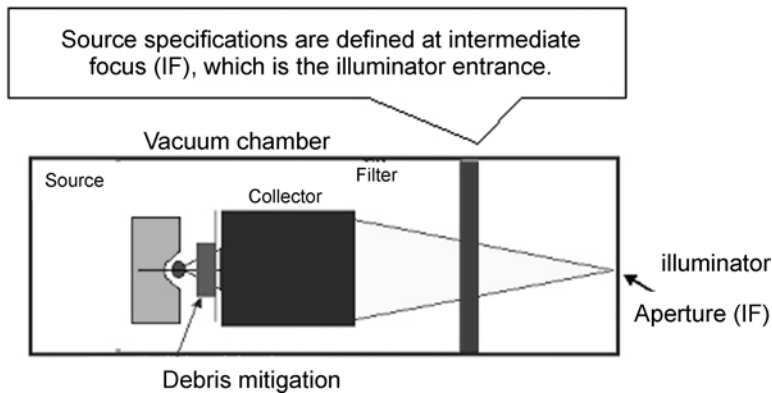 Source specifications are defined at intermediate
focus (IF), which is the illuminator entrance.
Vacuum chamber
Source
Filter
Collector
illuminator
Aperture (IF)
Debris mitigation